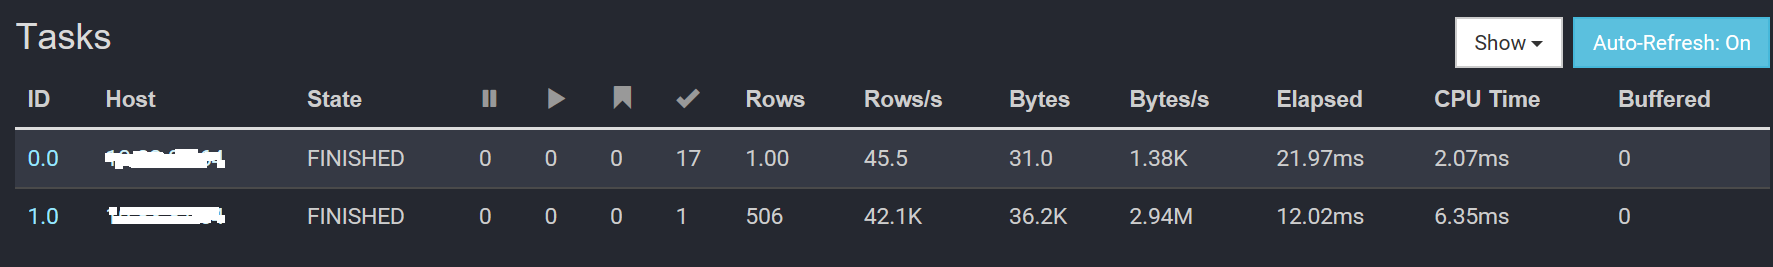 Tasks
Show Auto-Refresh: On
ID Host State Rows Rows/s Bytes Bytes/s Elapsed CPU Time Buffered
0.0 FINISHED 0 0 0 17 1.00 45.5 31.0 1.38K 21.97ms 2.07ms 0
1.0 FINISHED 0 0 0 1 506 42.1K 36.2K 2.94M 12.02ms 6.35ms 0